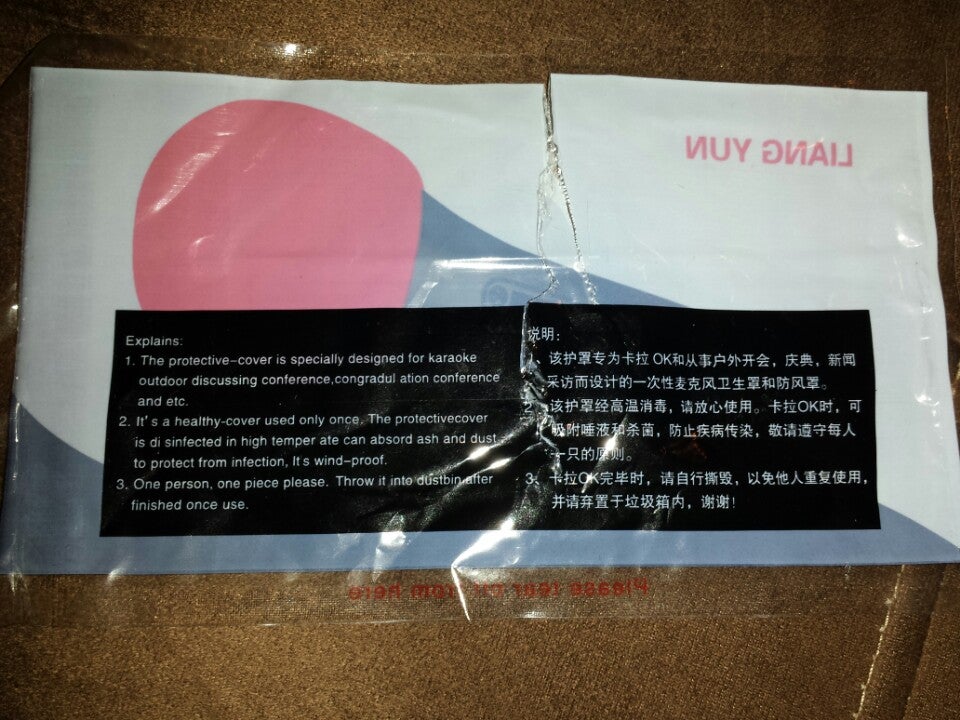 LIANG YUN
Explains:
1. The protective-cover is specially designed for karaoke
outdoor discussing conference,congradul ation conference
and etc.
2. It's a healthy-cover used only once. The protectivecover
is di sinfected in high temper ate can absord ash and dust
to protect from infection, It s wind-proof.
3. One person, one piece please. Throw it into dustbin after
finished once use.
说明:
1、该护罩专为卡拉 OK和从事户外开会，庆典，新闻
采访而设计的一次性麦克风卫生罩和防风罩。
2、该护罩经高温消毒，请放心使用。卡拉OK时，可
吸附唾液和杀菌，防止疾病传染，敬请遵守每人
一只的原则。
3、卡拉OK完毕时，请自行撕毁，以免他人重复使用，
并请弃置于垃圾箱内，谢谢!
Please tear from here